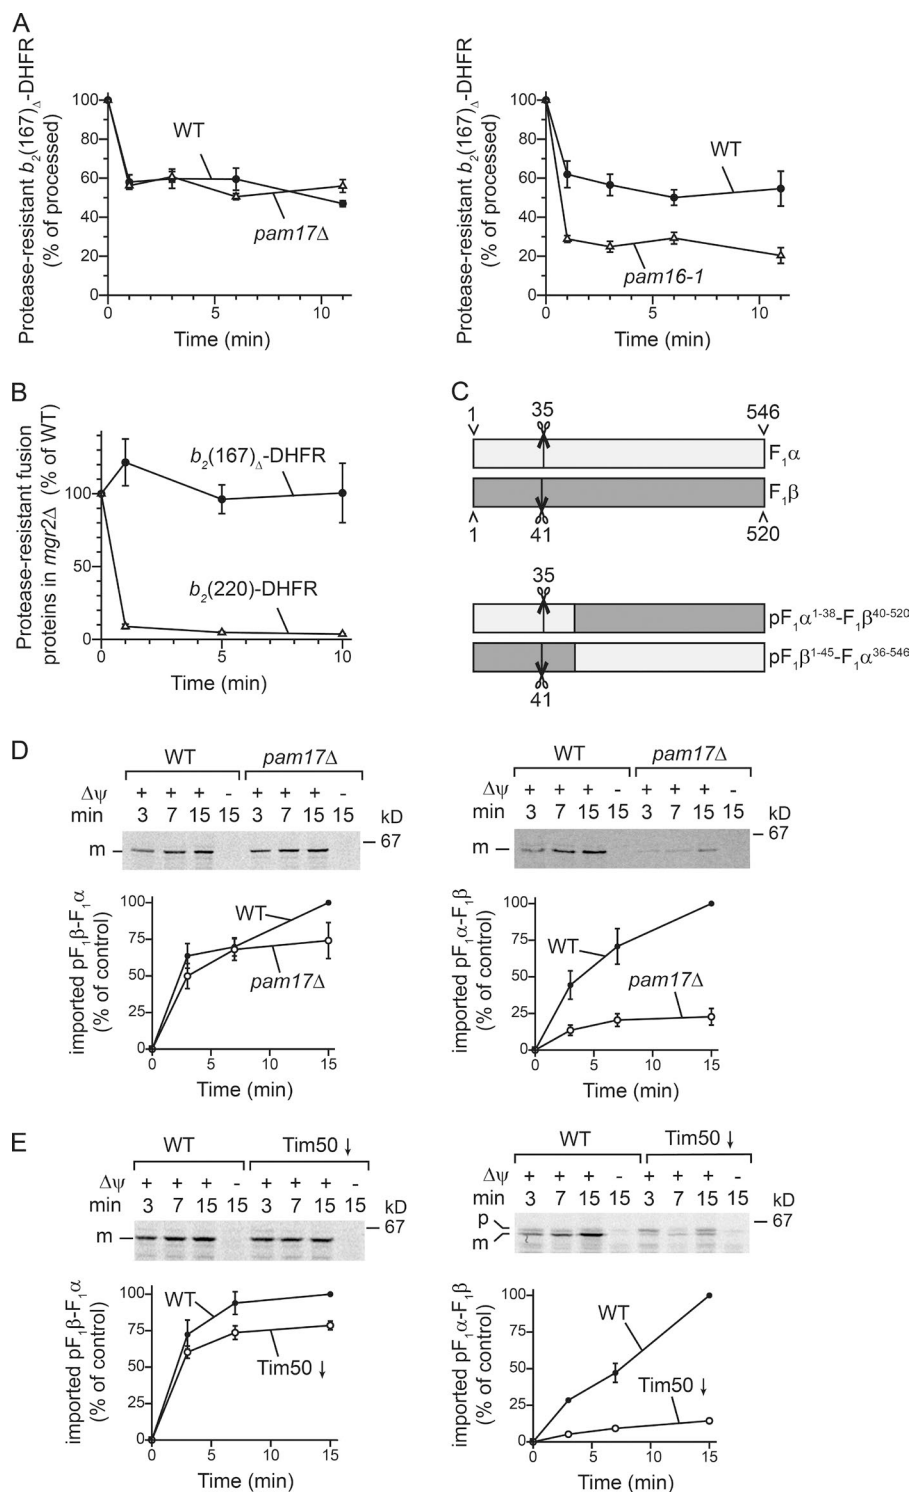 A
Protease-resistant b₂(167)Δ-DHFR
(% of processed)
100
80
60
40
20
0
WT
pam17Δ
0 5 10
Time (min)
Protease-resistant b₂(167)Δ-DHFR
(% of processed)
100
80
60
40
20
0
WT
pam16-1
0 5 10
Time (min)
B
Protease-resistant fusion
proteins in mgr2Δ (% of WT)
100
50
0
b₂(167)Δ-DHFR
b₂(220)-DHFR
0 5 10
Time (min)
C
1 35 546
F₁α
F₁β
1 41 520
35
pF₁α¹⁻³⁸-F₁β⁴⁰⁻⁵²⁰
pF₁β¹⁻⁴⁵-F₁α³⁶⁻⁵⁴⁶
41
D
WT pam17Δ
Δψ + + + - + + + -
min 3 7 15 15 3 7 15 15 kD
67
m
imported pF₁β-F₁α
(% of control)
100
75
50
25
0
WT
pam17Δ
0 5 10 15
Time (min)
WT pam17Δ
Δψ + + + - + + + -
min 3 7 15 15 3 7 15 15 kD
67
m
imported pF₁α-F₁β
(% of control)
100
75
50
25
0
WT
pam17Δ
0 5 10 15
Time (min)
E
WT Tim50 ↓
Δψ + + + - + + + -
min 3 7 15 15 3 7 15 15 kD
67
m
imported pF₁β-F₁α
(% of control)
100
75
50
25
0
WT
Tim50 ↓
0 5 10 15
Time (min)
WT Tim50 ↓
Δψ + + + - + + + -
min 3 7 15 15 3 7 15 15 kD
67
p
m
imported pF₁α-F₁β
(% of control)
100
75
50
25
0
WT
Tim50 ↓
0 5 10 15
Time (min)